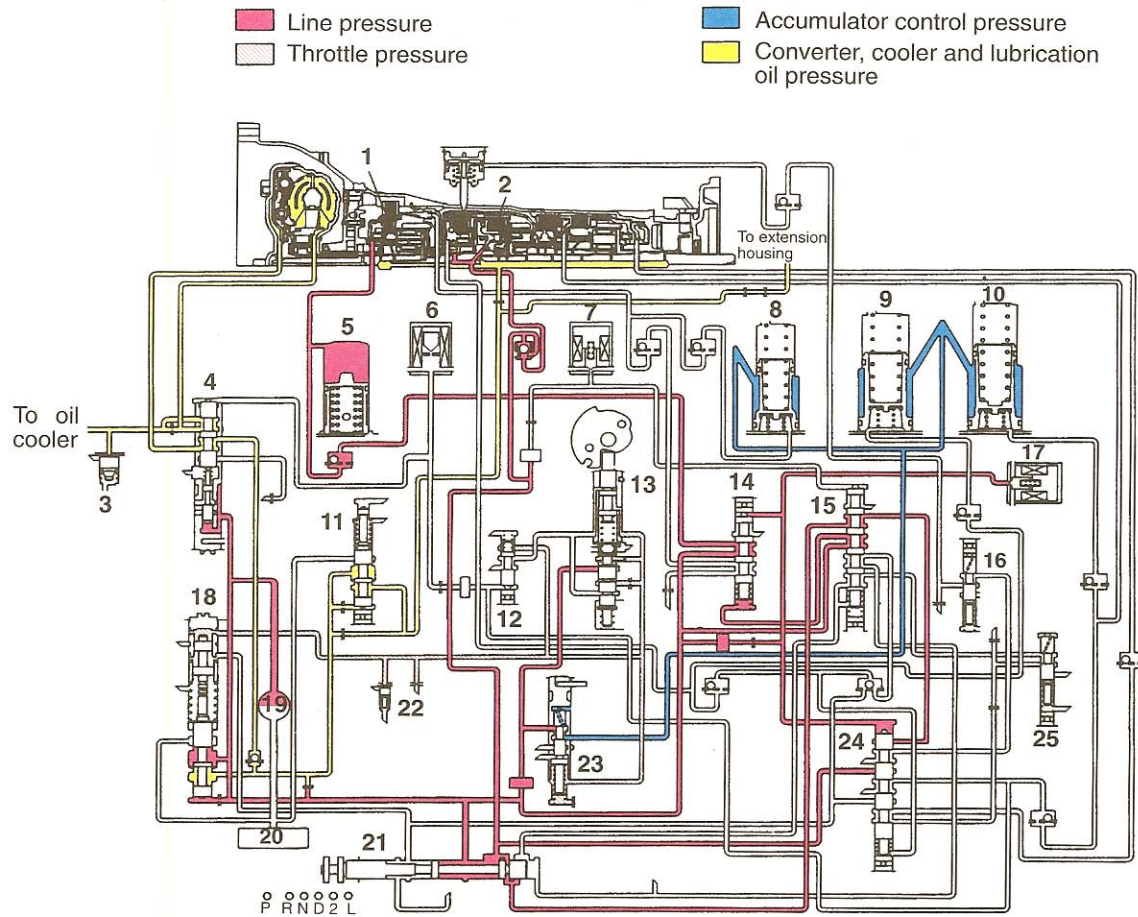 Line pressure
Throttle pressure
Accumulator control pressure
Converter, cooler and lubrication
oil pressure
1
2
To extension
housing
5
6
7
8
9
10
4
To oil
cooler
3
11
13
14
15
17
12
16
18
19
22
23
24
25
20
21
P R N D 2 L